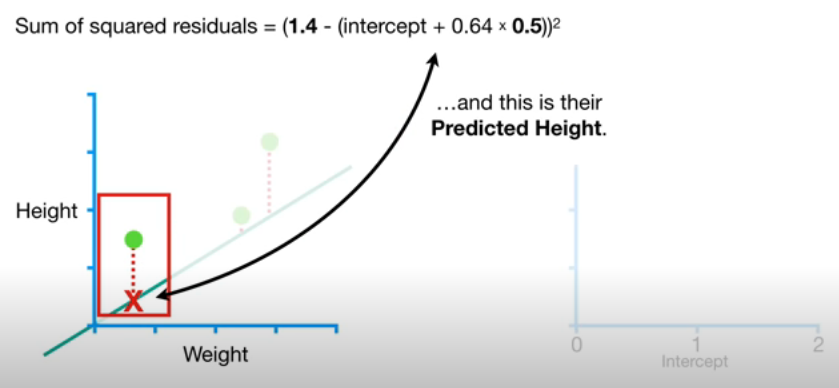 Sum of squared residuals = (1.4 - (intercept + 0.64 × 0.5))²
...and this is their
Predicted Height.
Height
X
Weight
0
1
2
Intercept